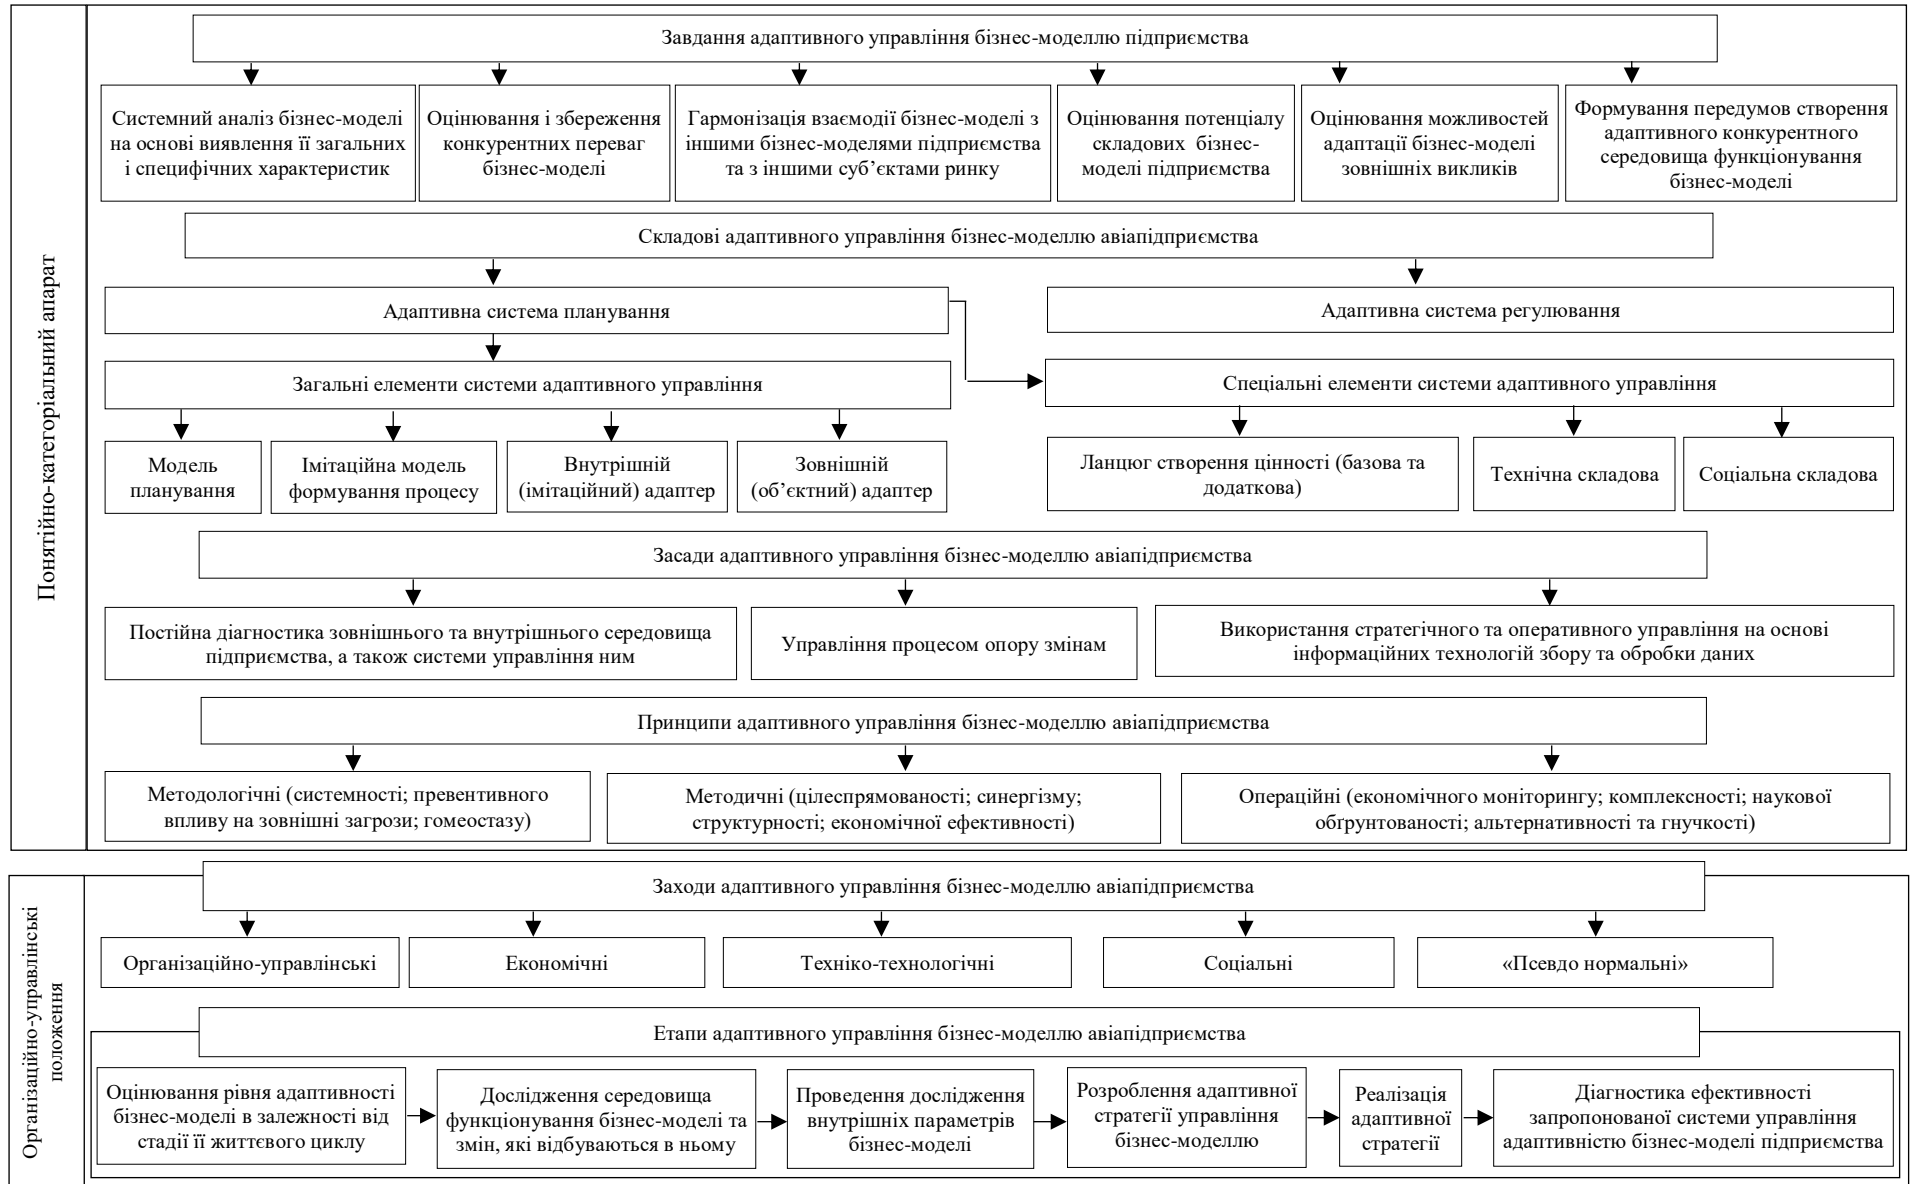 Понятійно-категоріальний апарат
Завдання адаптивного управління бізнес-моделлю підприємства
Системний аналіз бізнес-моделі
на основі виявлення її загальних
і специфічних характеристик
Оцінювання і збереження
конкурентних переваг
бізнес-моделі
Гармонізація взаємодії бізнес-моделі з
іншими бізнес-моделями підприємства
та з іншими суб’єктами ринку
Оцінювання потенціалу
складових бізнес-
моделі підприємства
Оцінювання можливостей
адаптації бізнес-моделі
зовнішніх викликів
Формування передумов створення
адаптивного конкурентного
середовища функціонування
бізнес-моделі
Складові адаптивного управління бізнес-моделлю авіапідприємства
Адаптивна система планування
Адаптивна система регулювання
Загальні елементи системи адаптивного управління
Спеціальні елементи системи адаптивного управління
Модель
планування
Імітаційна модель
формування процесу
Внутрішній
(імітаційний) адаптер
Зовнішній
(об’єктний) адаптер
Ланцюг створення цінності (базова та
додаткова)
Технічна складова
Соціальна складова
Засади адаптивного управління бізнес-моделлю авіапідприємства
Постійна діагностика зовнішнього та внутрішнього середовища
підприємства, а також системи управління ним
Управління процесом опору змінам
Використання стратегічного та оперативного управління на основі
інформаційних технологій збору та обробки даних
Принципи адаптивного управління бізнес-моделлю авіапідприємства
Методологічні (системності; превентивного
впливу на зовнішні загрози; гомеостазу)
Методичні (цілеспрямованості; синергізму;
структурності; економічної ефективності)
Операційні (економічного моніторингу; комплексності; наукової
обґрунтованості; альтернативності та гнучкості)
Організаційно-управлінські
положення
Заходи адаптивного управління бізнес-моделлю авіапідприємства
Організаційно-управлінські
Економічні
Техніко-технологічні
Соціальні
«Псевдо нормальні»
Етапи адаптивного управління бізнес-моделлю авіапідприємства
Оцінювання рівня адаптивності
бізнес-моделі в залежності від
стадії її життєвого циклу
Дослідження середовища
функціонування бізнес-моделі та
змін, які відбуваються в ньому
Проведення дослідження
внутрішніх параметрів
бізнес-моделі
Розроблення адаптивної
стратегії управління
бізнес-моделлю
Реалізація
адаптивної
стратегії
Діагностика ефективності
запропонованої системи управління
адаптивністю бізнес-моделі підприємства